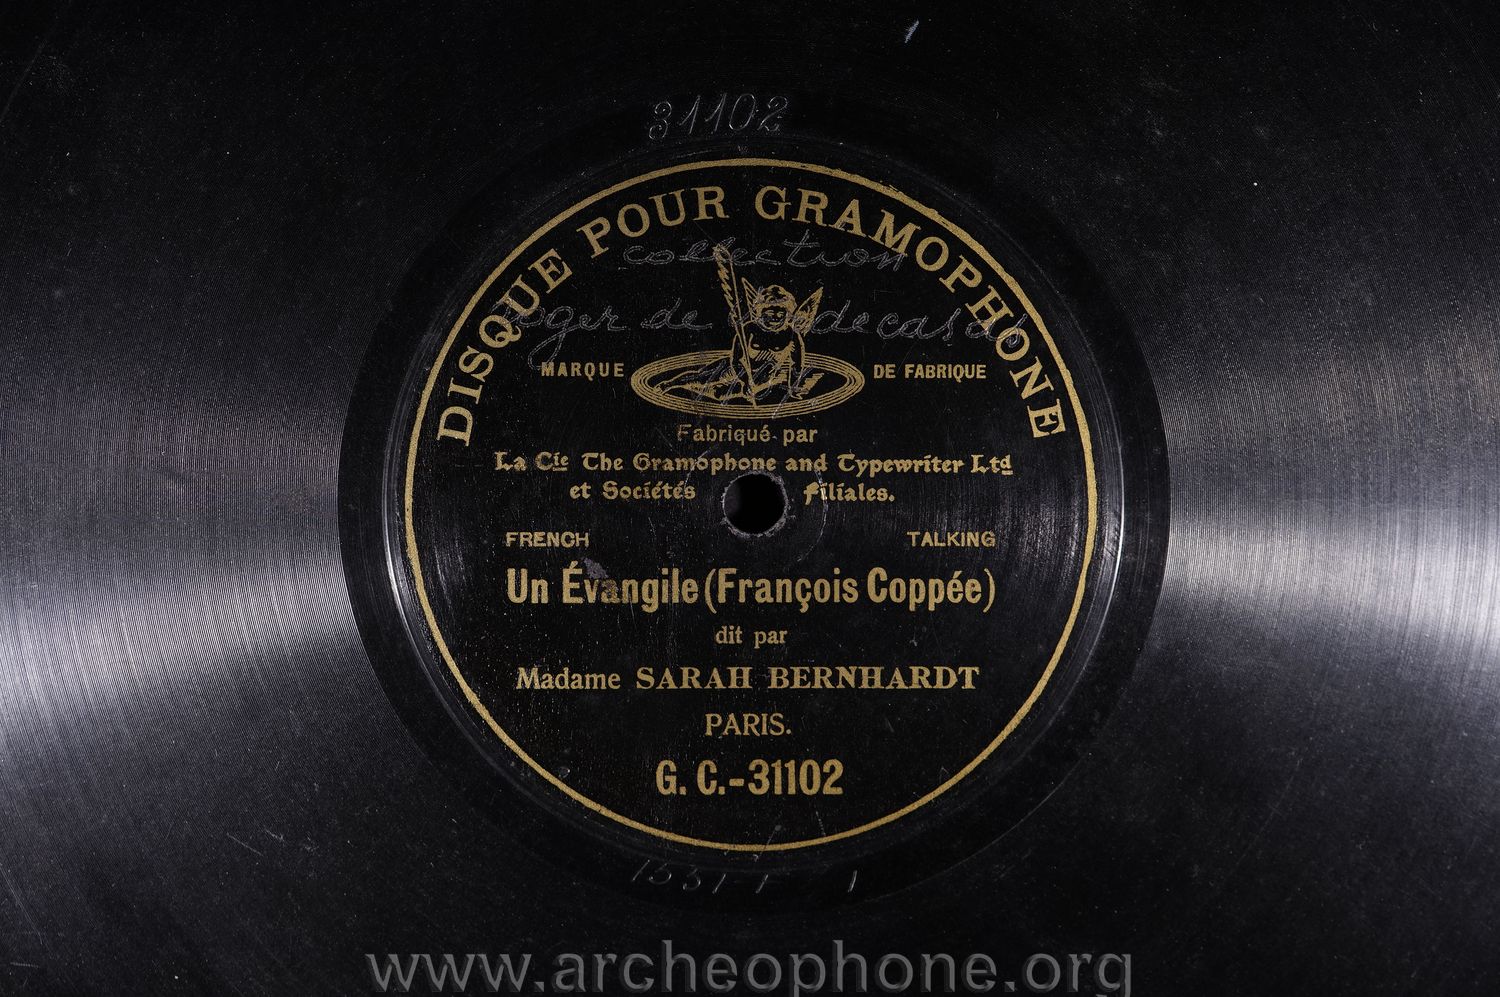 31102
DISQUE POUR GRAMOPHONE
collection
de
MARQUE DE FABRIQUE
Fabriqué par
La Cie The Gramophone and Typewriter Ltd
et Sociétés filiales.
FRENCH TALKING
Un Évangile (François Coppée)
dit par
Madame SARAH BERNHARDT
PARIS.
G. C.-31102
www.archeophone.org